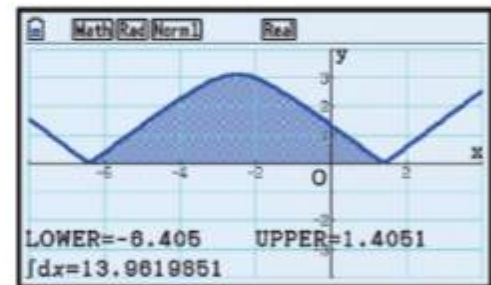 Math Rad Norm1 Real
y
3
2
1
-6 -4 -2 O 2 x
-2
LOWER=-6.405 UPPER=1.4051
∫dx=13.9619851